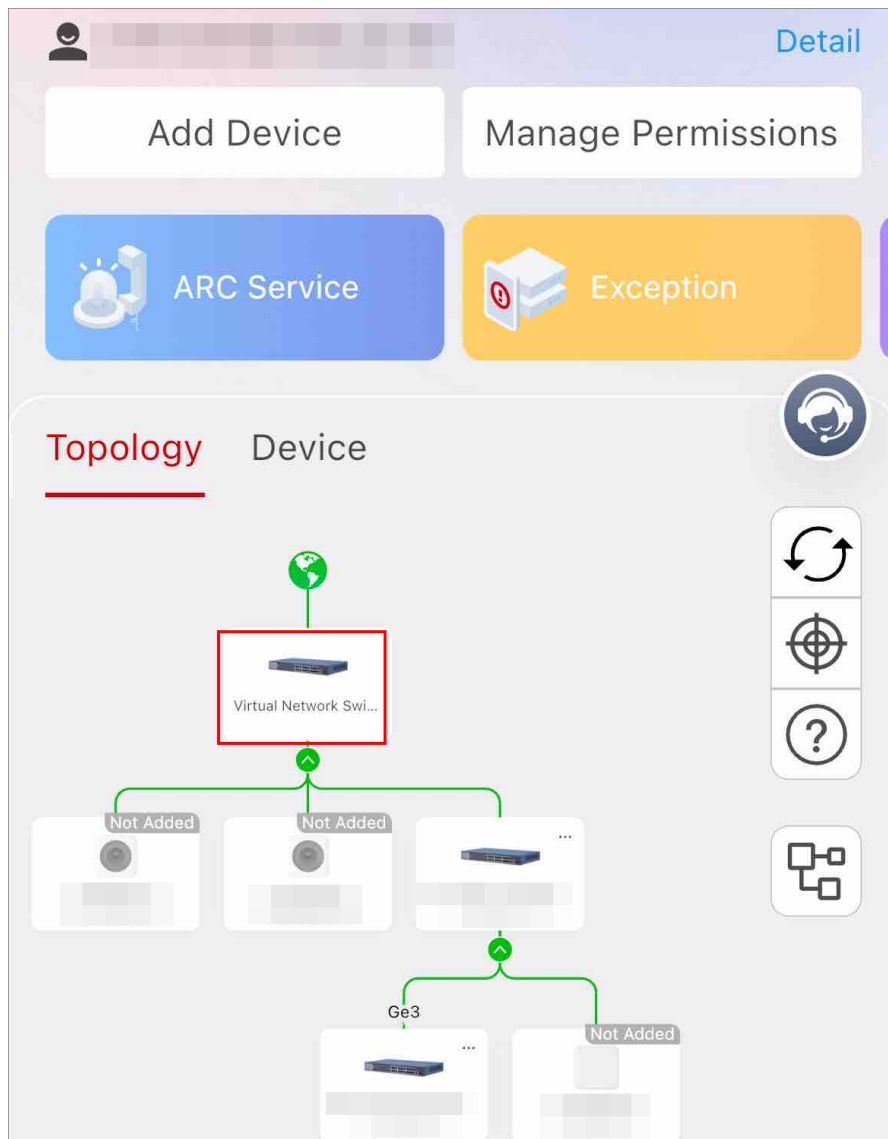 Detail
Add Device
Manage Permissions
ARC Service
Exception
Topology
Device
Virtual Network Swi...
Not Added
Not Added
...
Ge3
...
Not Added